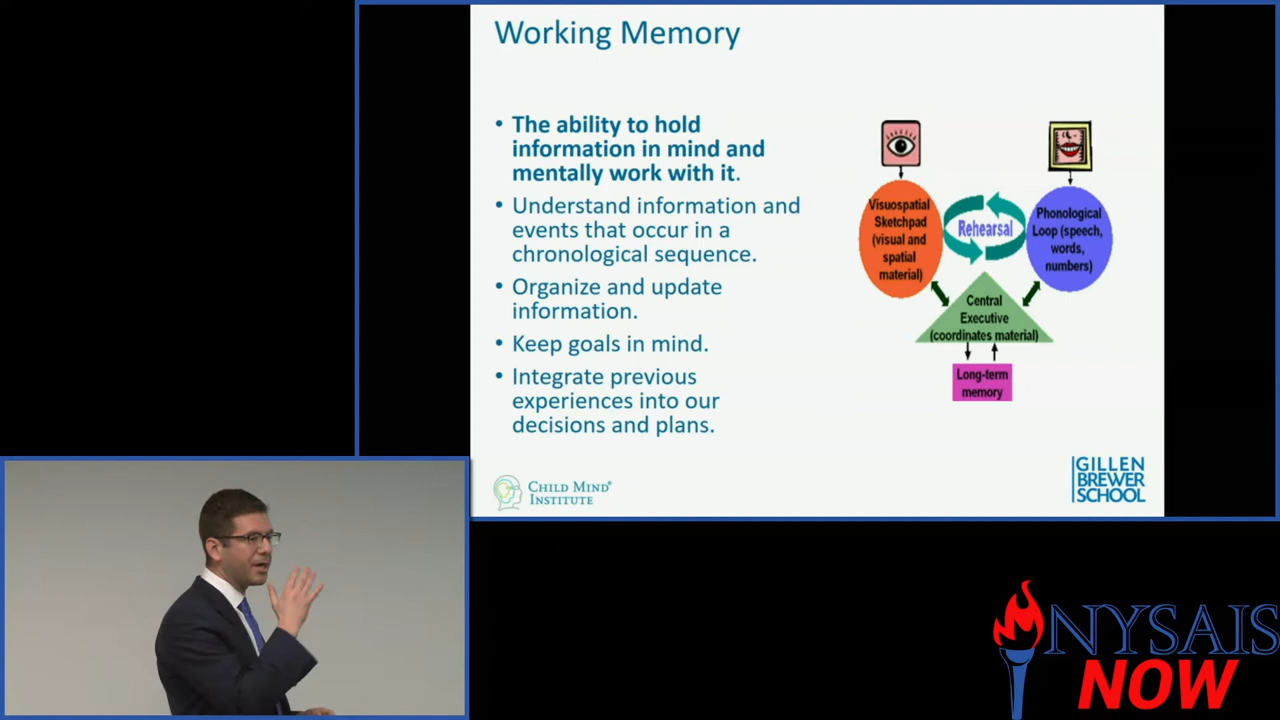 Working Memory
• The ability to hold
information in mind and
mentally work with it.
• Understand information and
events that occur in a
chronological sequence.
• Organize and update
information.
• Keep goals in mind.
• Integrate previous
experiences into our
decisions and plans.
Visuospatial
Sketchpad
(visual and
spatial
material)
Rehearsal
Phonological
Loop (speech,
words,
numbers)
Central
Executive
(coordinates material)
Long-term
memory
CHILD MIND®
INSTITUTE
GILLEN
BREWER
SCHOOL
NYSAIS
NOW